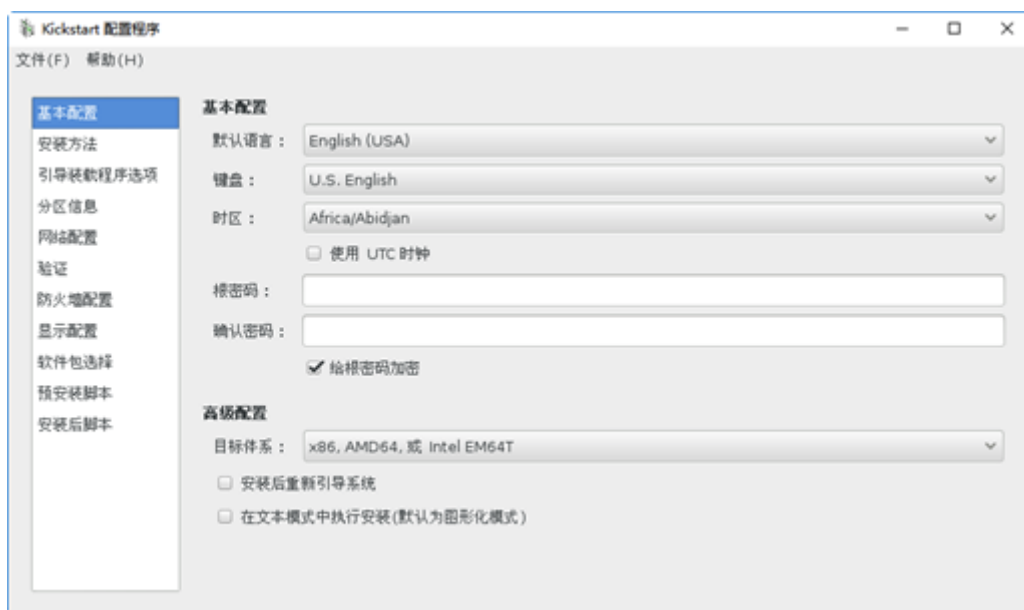 Kickstart 配置程序
文件(F) 帮助(H)
基本配置
安装方法
引导装载程序选项
分区信息
网络配置
验证
防火墙配置
显示配置
软件包选择
预安装脚本
安装后脚本
基本配置
默认语言： English (USA)
键盘： U.S. English
时区： Africa/Abidjan
使用 UTC 时钟
根密码：
确认密码：
给根密码加密
高级配置
目标体系： x86, AMD64, 或 Intel EM64T
安装后重新引导系统
在文本模式中执行安装(默认为图形化模式)